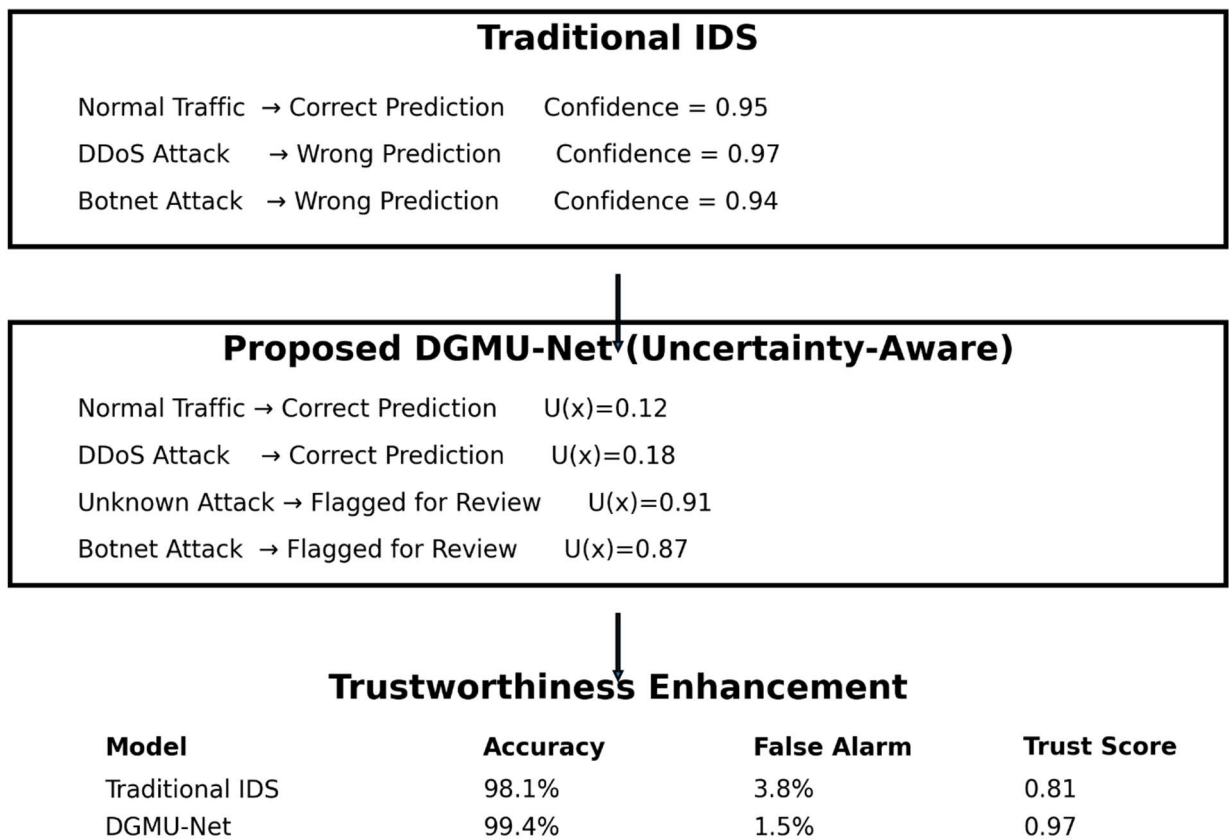 Traditional IDS
Normal Traffic → Correct Prediction Confidence = 0.95
DDoS Attack → Wrong Prediction Confidence = 0.97
Botnet Attack → Wrong Prediction Confidence = 0.94
Proposed DGMU-Net (Uncertainty-Aware)
Normal Traffic → Correct Prediction U(x)=0.12
DDoS Attack → Correct Prediction U(x)=0.18
Unknown Attack → Flagged for Review U(x)=0.91
Botnet Attack → Flagged for Review U(x)=0.87
Trustworthiness Enhancement
Model Accuracy False Alarm Trust Score
Traditional IDS 98.1% 3.8% 0.81
DGMU-Net 99.4% 1.5% 0.97